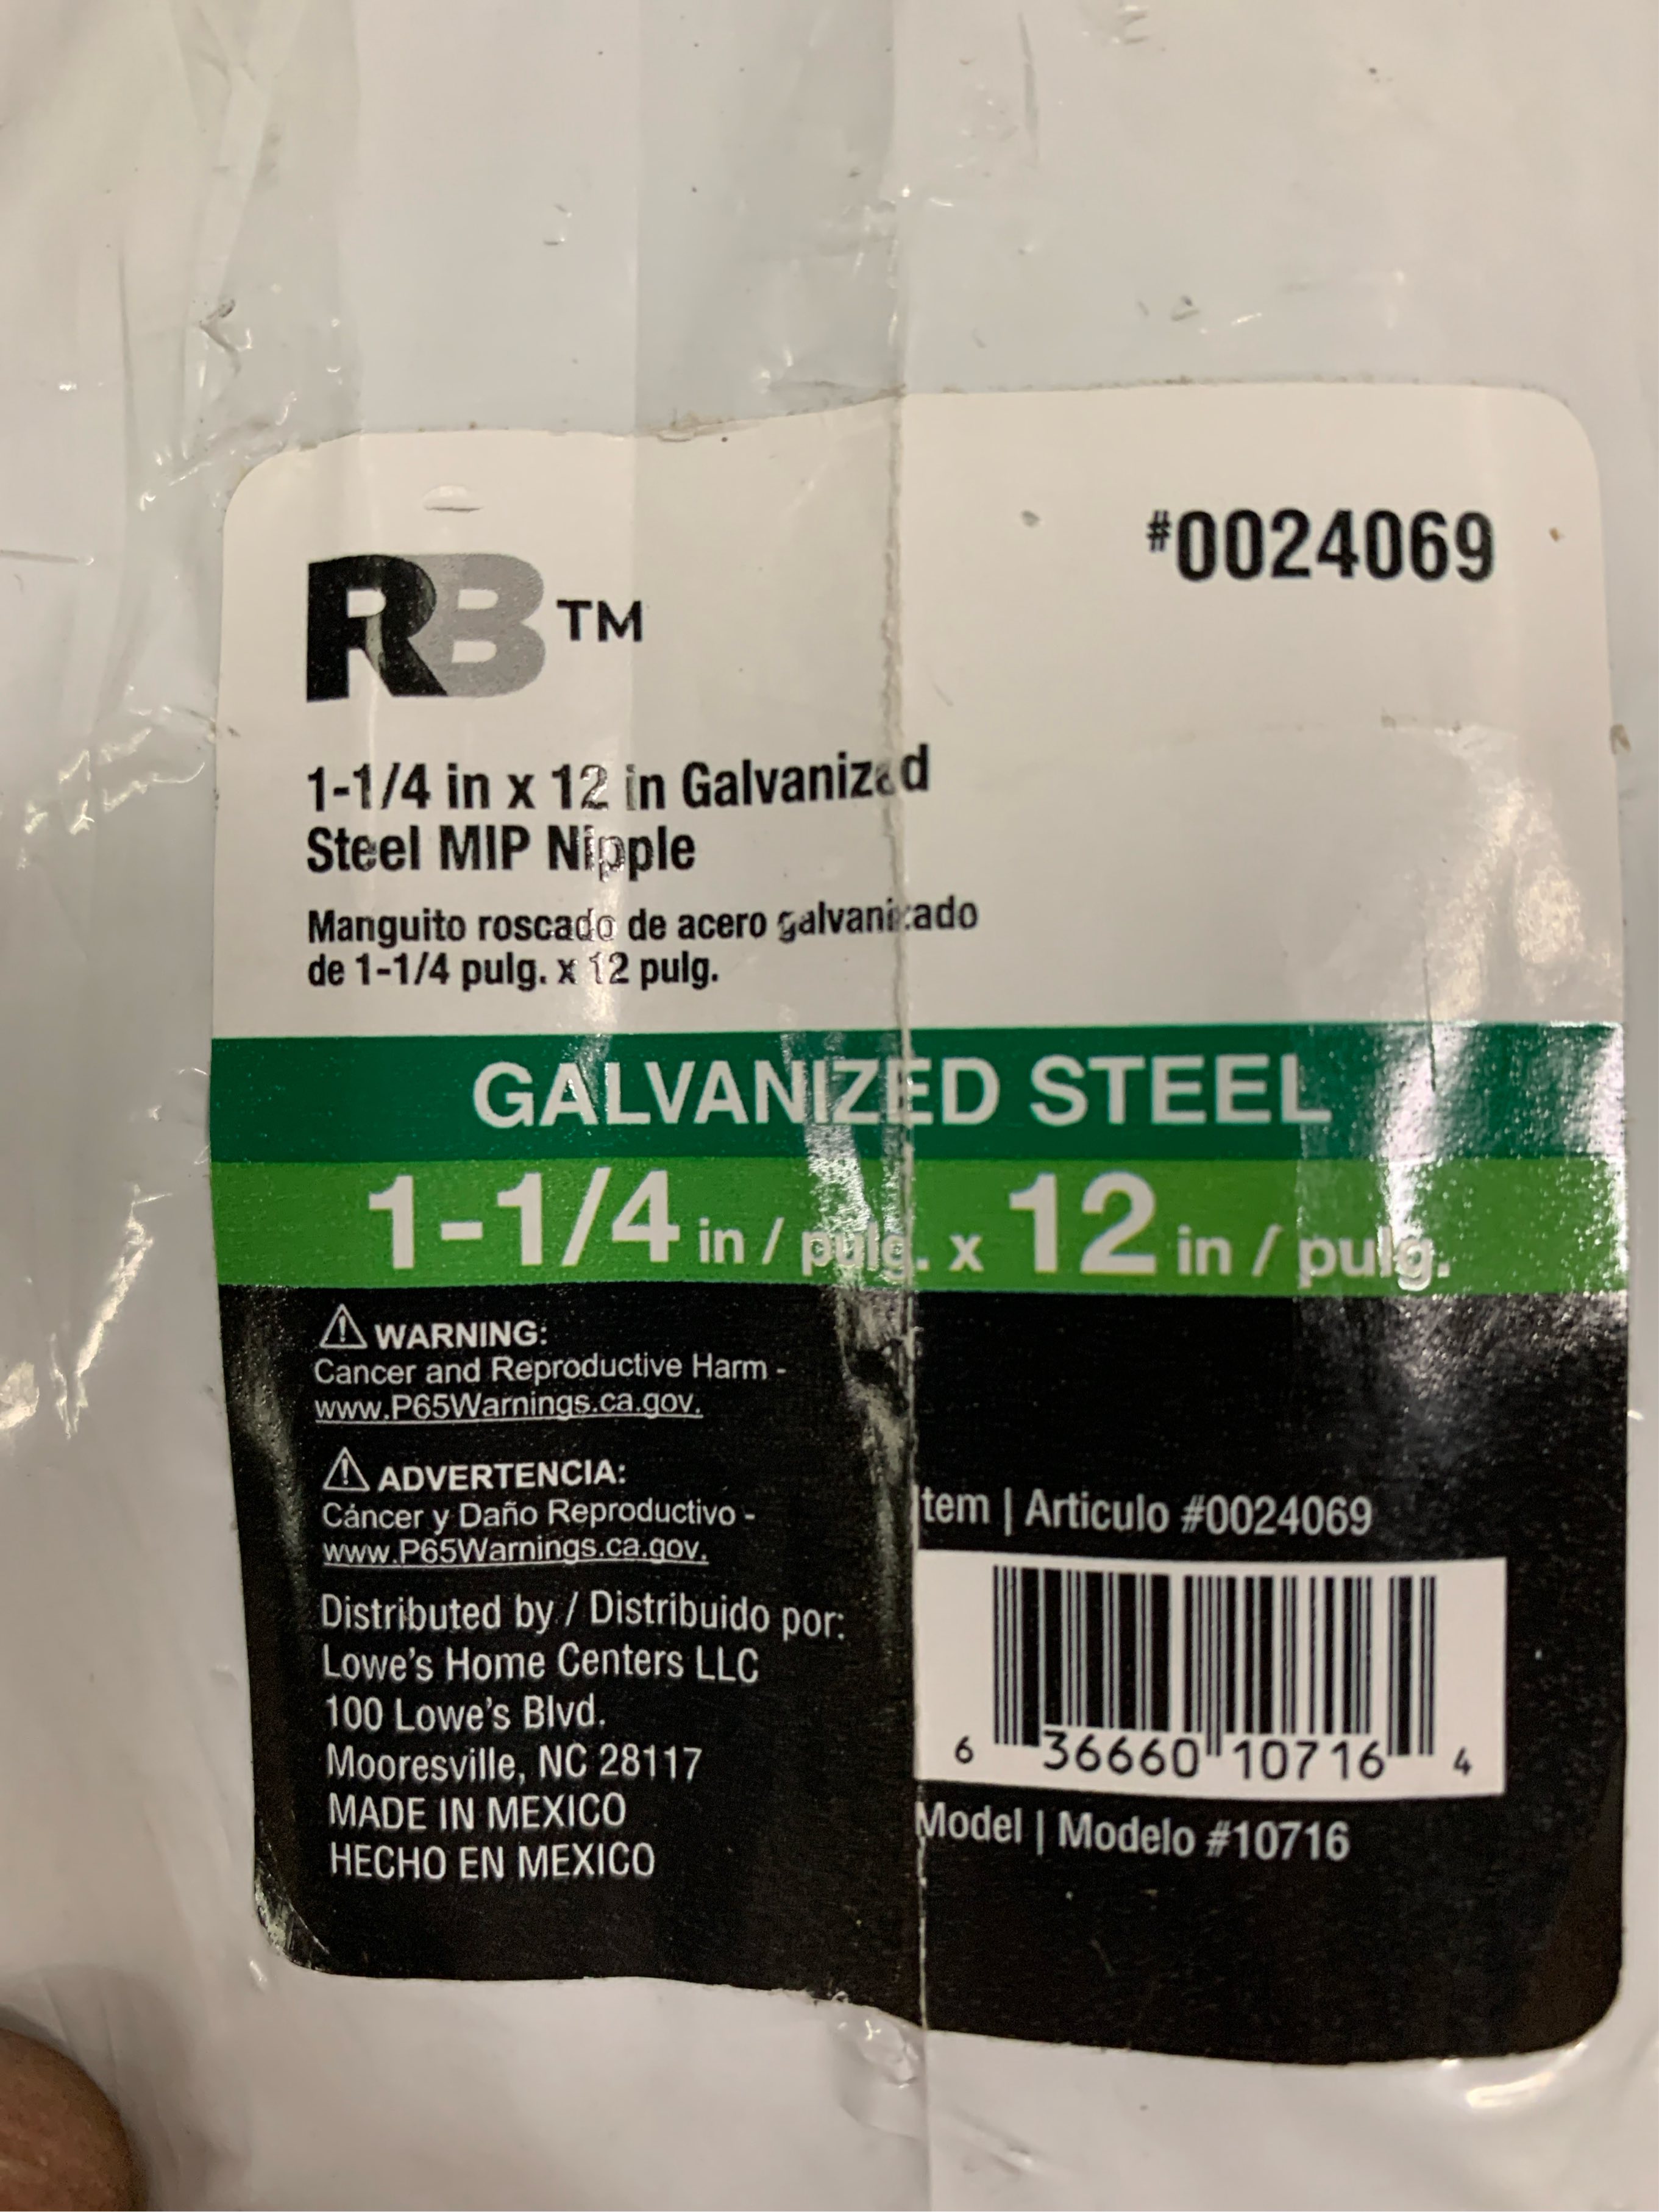 #0024069
RB™
1-1/4 in x 12 in Galvanized
Steel MIP Nipple
Manguito roscado de acero galvanizado
de 1-1/4 pulg. x 12 pulg.
GALVANIZED STEEL
1-1/4 in / pulg. x 12 in / pulg.
⚠ WARNING:
Cancer and Reproductive Harm -
www.P65Warnings.ca.gov.
⚠ ADVERTENCIA:
Cáncer y Daño Reproductivo -
www.P65Warnings.ca.gov.
Distributed by / Distribuido por:
Lowe's Home Centers LLC
100 Lowe's Blvd.
Mooresville, NC 28117
MADE IN MEXICO
HECHO EN MEXICO
Item | Articulo #0024069
6 36660 10716 4
Model | Modelo #10716